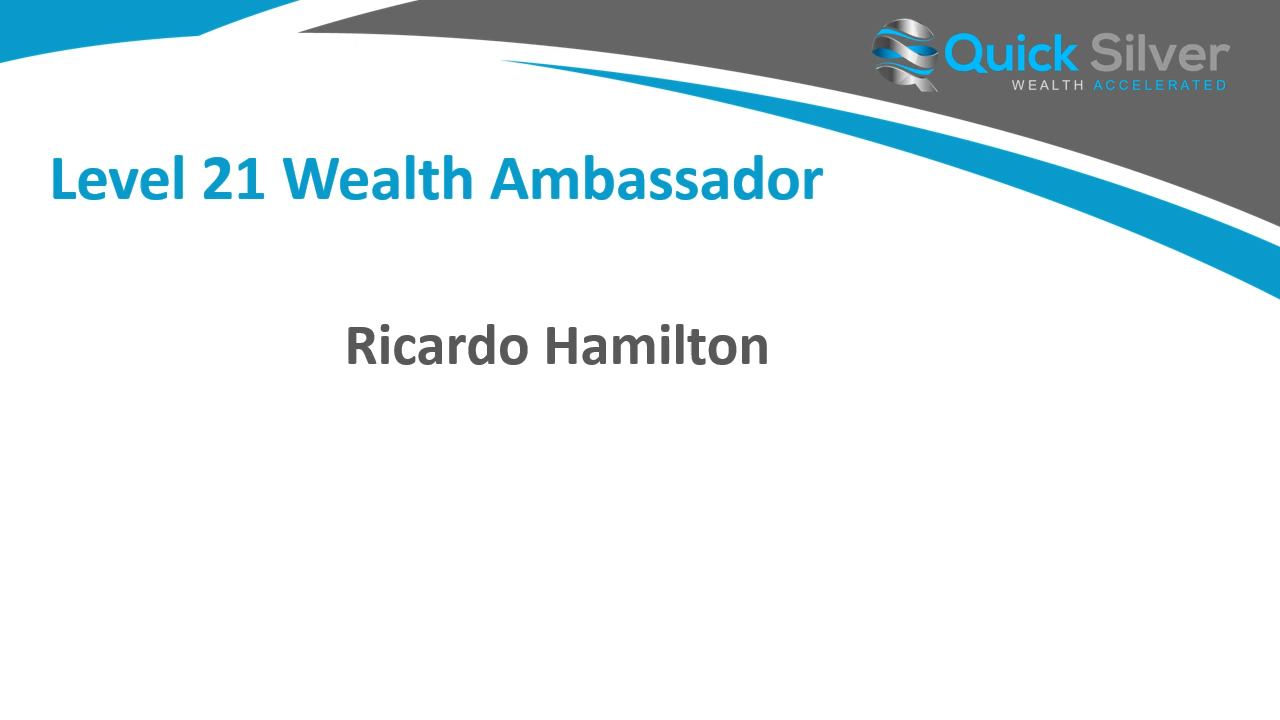 Quick Silver
WEALTH ACCELERATED
Level 21 Wealth Ambassador
Ricardo Hamilton